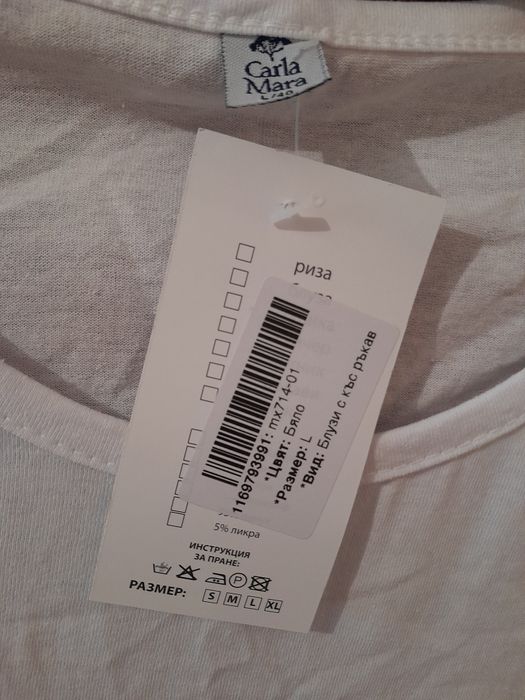 Carla
Mara
L/40
риза
1169793991: mx714-01
*Цвят: Бяло
*Размер: L
*Вид: Блузи с къс ръкав
5% ликра
ИНСТРУКЦИЯ
ЗА ПРАНЕ:
P
РАЗМЕР: S M L XL